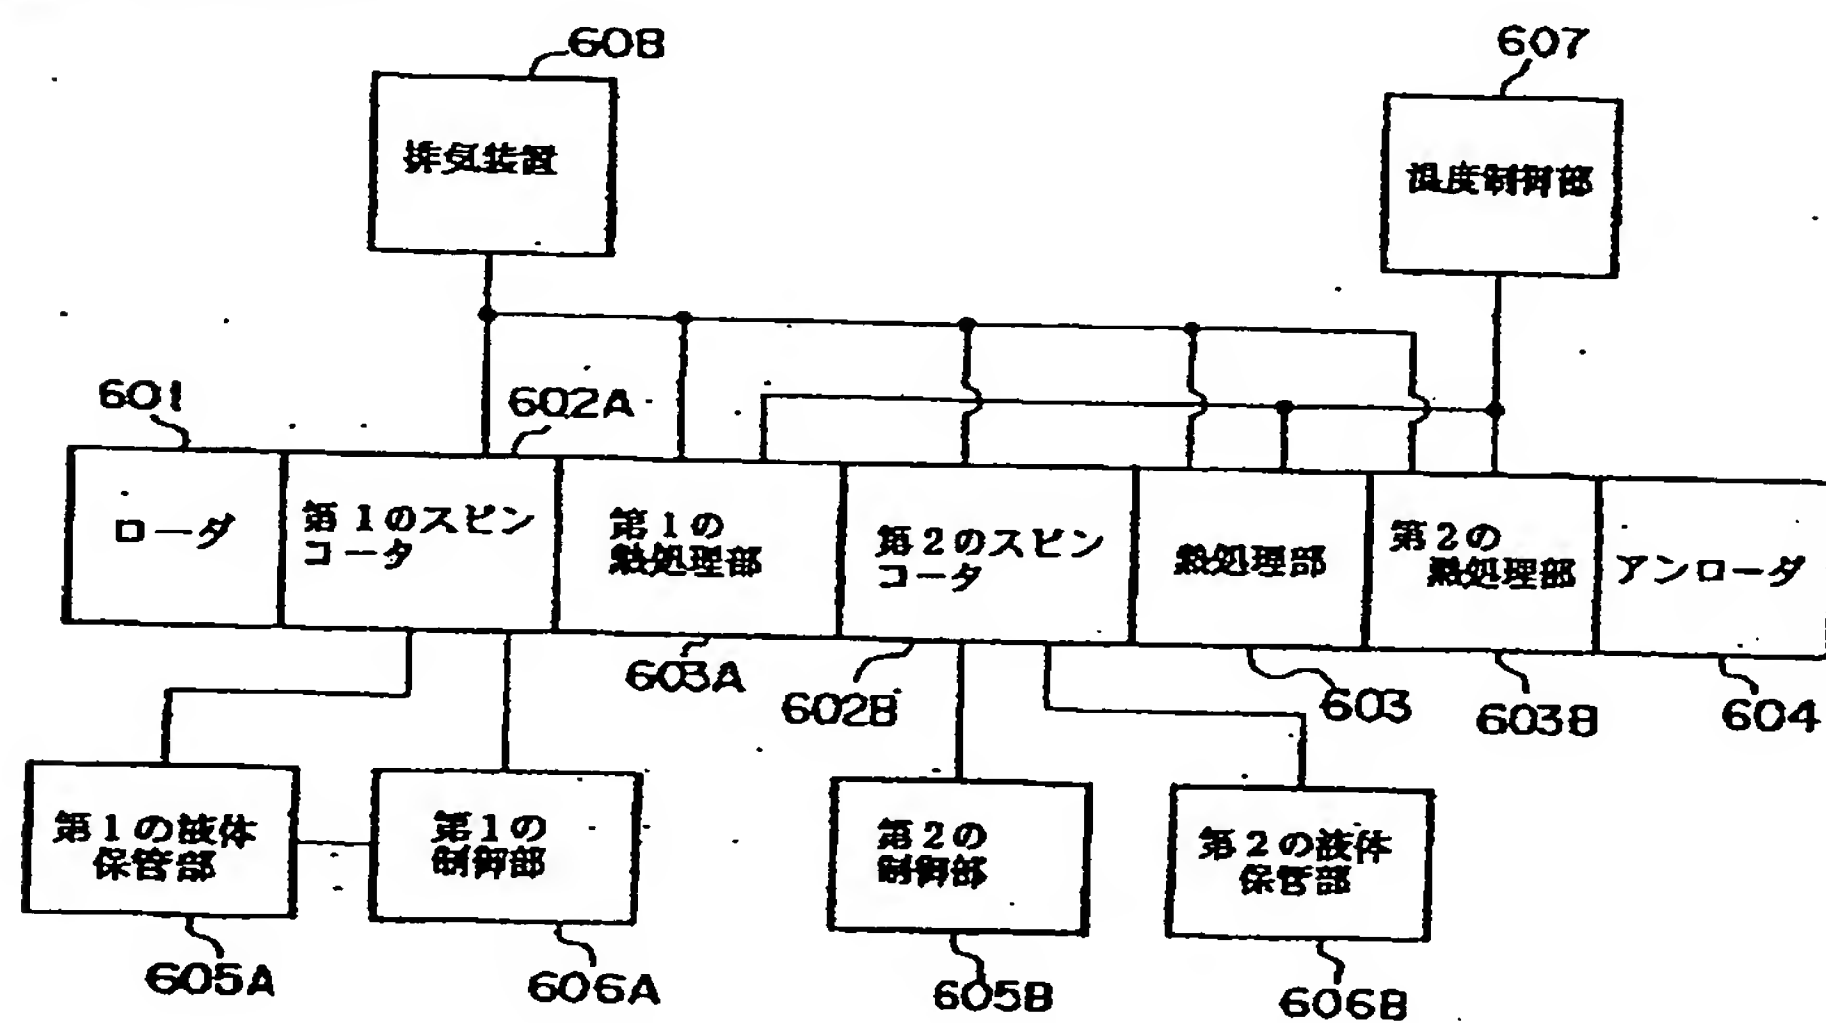 608
607
排気装置
温度制御部
601
602A
ローダ
第1のスピン
コータ
第1の
熱処理部
第2のスピン
コータ
熱処理部
第2の
熱処理部
アンローダ
603A
602B
603
603B
604
第1の液体
保管部
第1の
制御部
第2の
制御部
第2の液体
保管部
605A
606A
605B
606B